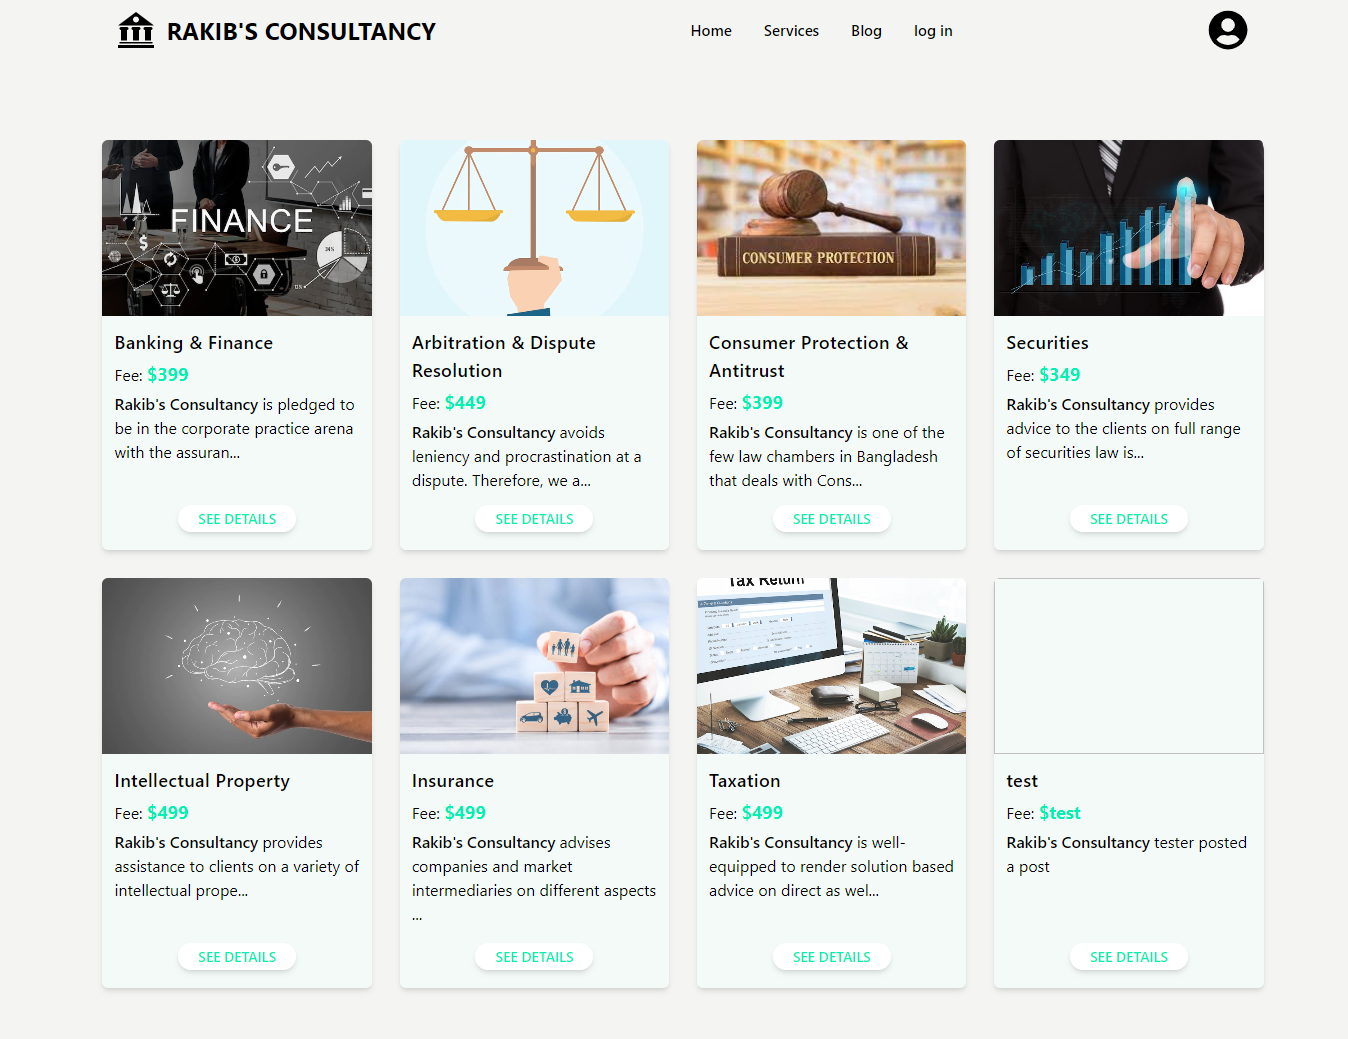 RAKIB'S CONSULTANCY
Home
Services
Blog
log in
FINANCE
$
34%
CONSUMER PROTECTION
Banking & Finance
Fee: $399
Rakib's Consultancy is pledged to
be in the corporate practice arena
with the assuran...
SEE DETAILS
Arbitration & Dispute
Resolution
Fee: $449
Rakib's Consultancy avoids
leniency and procrastination at a
dispute. Therefore, we a...
SEE DETAILS
Consumer Protection &
Antitrust
Fee: $399
Rakib's Consultancy is one of the
few law chambers in Bangladesh
that deals with Cons...
SEE DETAILS
Securities
Fee: $349
Rakib's Consultancy provides
advice to the clients on full range
of securities law is...
SEE DETAILS
Tax Return
Intellectual Property
Fee: $499
Rakib's Consultancy provides
assistance to clients on a variety of
intellectual prope...
SEE DETAILS
Insurance
Fee: $499
Rakib's Consultancy advises
companies and market
intermediaries on different aspects
...
SEE DETAILS
Taxation
Fee: $499
Rakib's Consultancy is well-
equipped to render solution based
advice on direct as wel...
SEE DETAILS
test
Fee: $test
Rakib's Consultancy tester posted
a post
SEE DETAILS